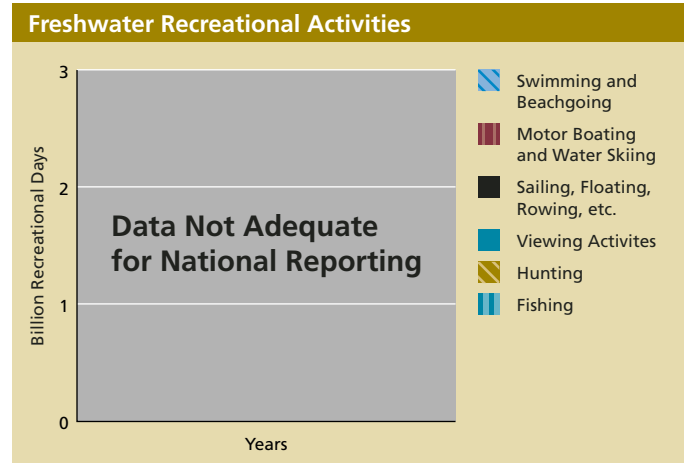 Freshwater Recreational Activities
3
2
1
0
Billion Recreational Days
Data Not Adequate
for National Reporting
Years
Swimming and
Beachgoing
Motor Boating
and Water Skiing
Sailing, Floating,
Rowing, etc.
Viewing Activites
Hunting
Fishing